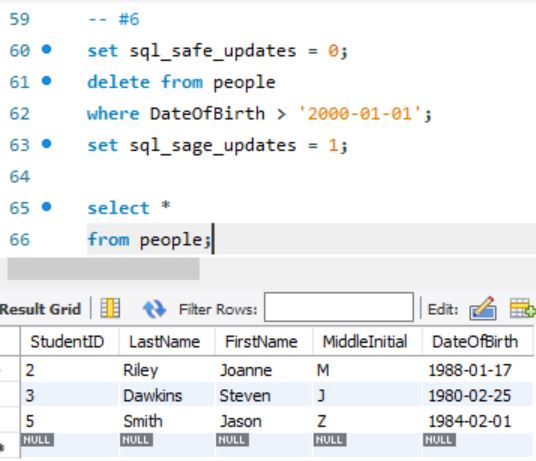 59 -- #6
60 set sql_safe_updates = 0;
61 delete from people
62 where DateOfBirth > '2000-01-01';
63 set sql_sage_updates = 1;
64
65 select *
66 from people;
Result Grid Filter Rows: Edit:
StudentID LastName FirstName MiddleInitial DateOfBirth
2 Riley Joanne M 1988-01-17
3 Dawkins Steven J 1980-02-25
5 Smith Jason Z 1984-02-01
NULL NULL NULL NULL NULL